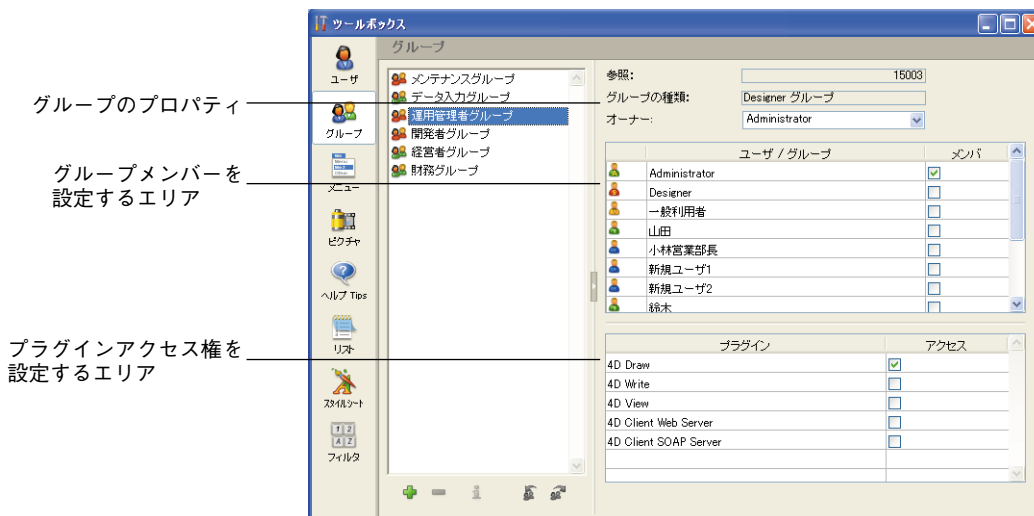 ツールボックス
グループのプロパティ
グループメンバーを
設定するエリア
プラグインアクセス権を
設定するエリア
ユーザ
グループ
メニュー
ピクチャ
ヘルプ Tips
リスト
スタイルシート
フィルタ
グループ
メンテナンスグループ
データ入力グループ
運用管理者グループ
開発者グループ
経営者グループ
財務グループ
参照: 15003
グループの種類: Designer グループ
オーナー: Administrator
ユーザ / グループ メンバ
Administrator
Designer
一般利用者
山田
小林営業部長
新規ユーザ1
新規ユーザ2
鈴木
プラグイン アクセス
4D Draw
4D Write
4D View
4D Client Web Server
4D Client SOAP Server